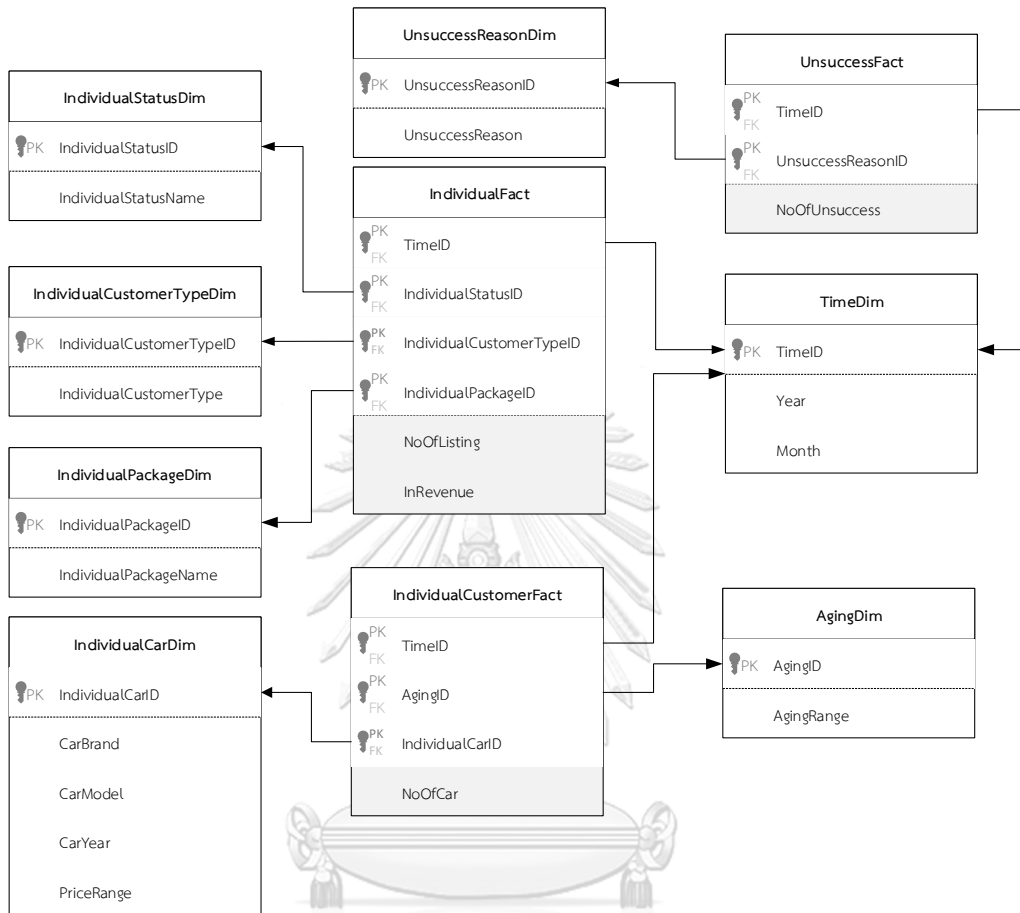 UnsuccessReasonDim
PK UnsuccessReasonID
UnsuccessReason
UnsuccessFact
PK
FK
TimeID
PK
FK
UnsuccessReasonID
NoOfUnsuccess
IndividualStatusDim
PK IndividualStatusID
IndividualStatusName
IndividualFact
PK
FK
TimeID
PK
FK
IndividualStatusID
PK
FK
IndividualCustomerTypeID
PK
FK
IndividualPackageID
NoOfListing
InRevenue
IndividualCustomerTypeDim
PK IndividualCustomerTypeID
IndividualCustomerType
TimeDim
PK TimeID
Year
Month
IndividualPackageDim
PK IndividualPackageID
IndividualPackageName
IndividualCustomerFact
PK
FK
TimeID
PK
FK
AgingID
PK
FK
IndividualCarID
NoOfCar
AgingDim
PK AgingID
AgingRange
IndividualCarDim
PK IndividualCarID
CarBrand
CarModel
CarYear
PriceRange